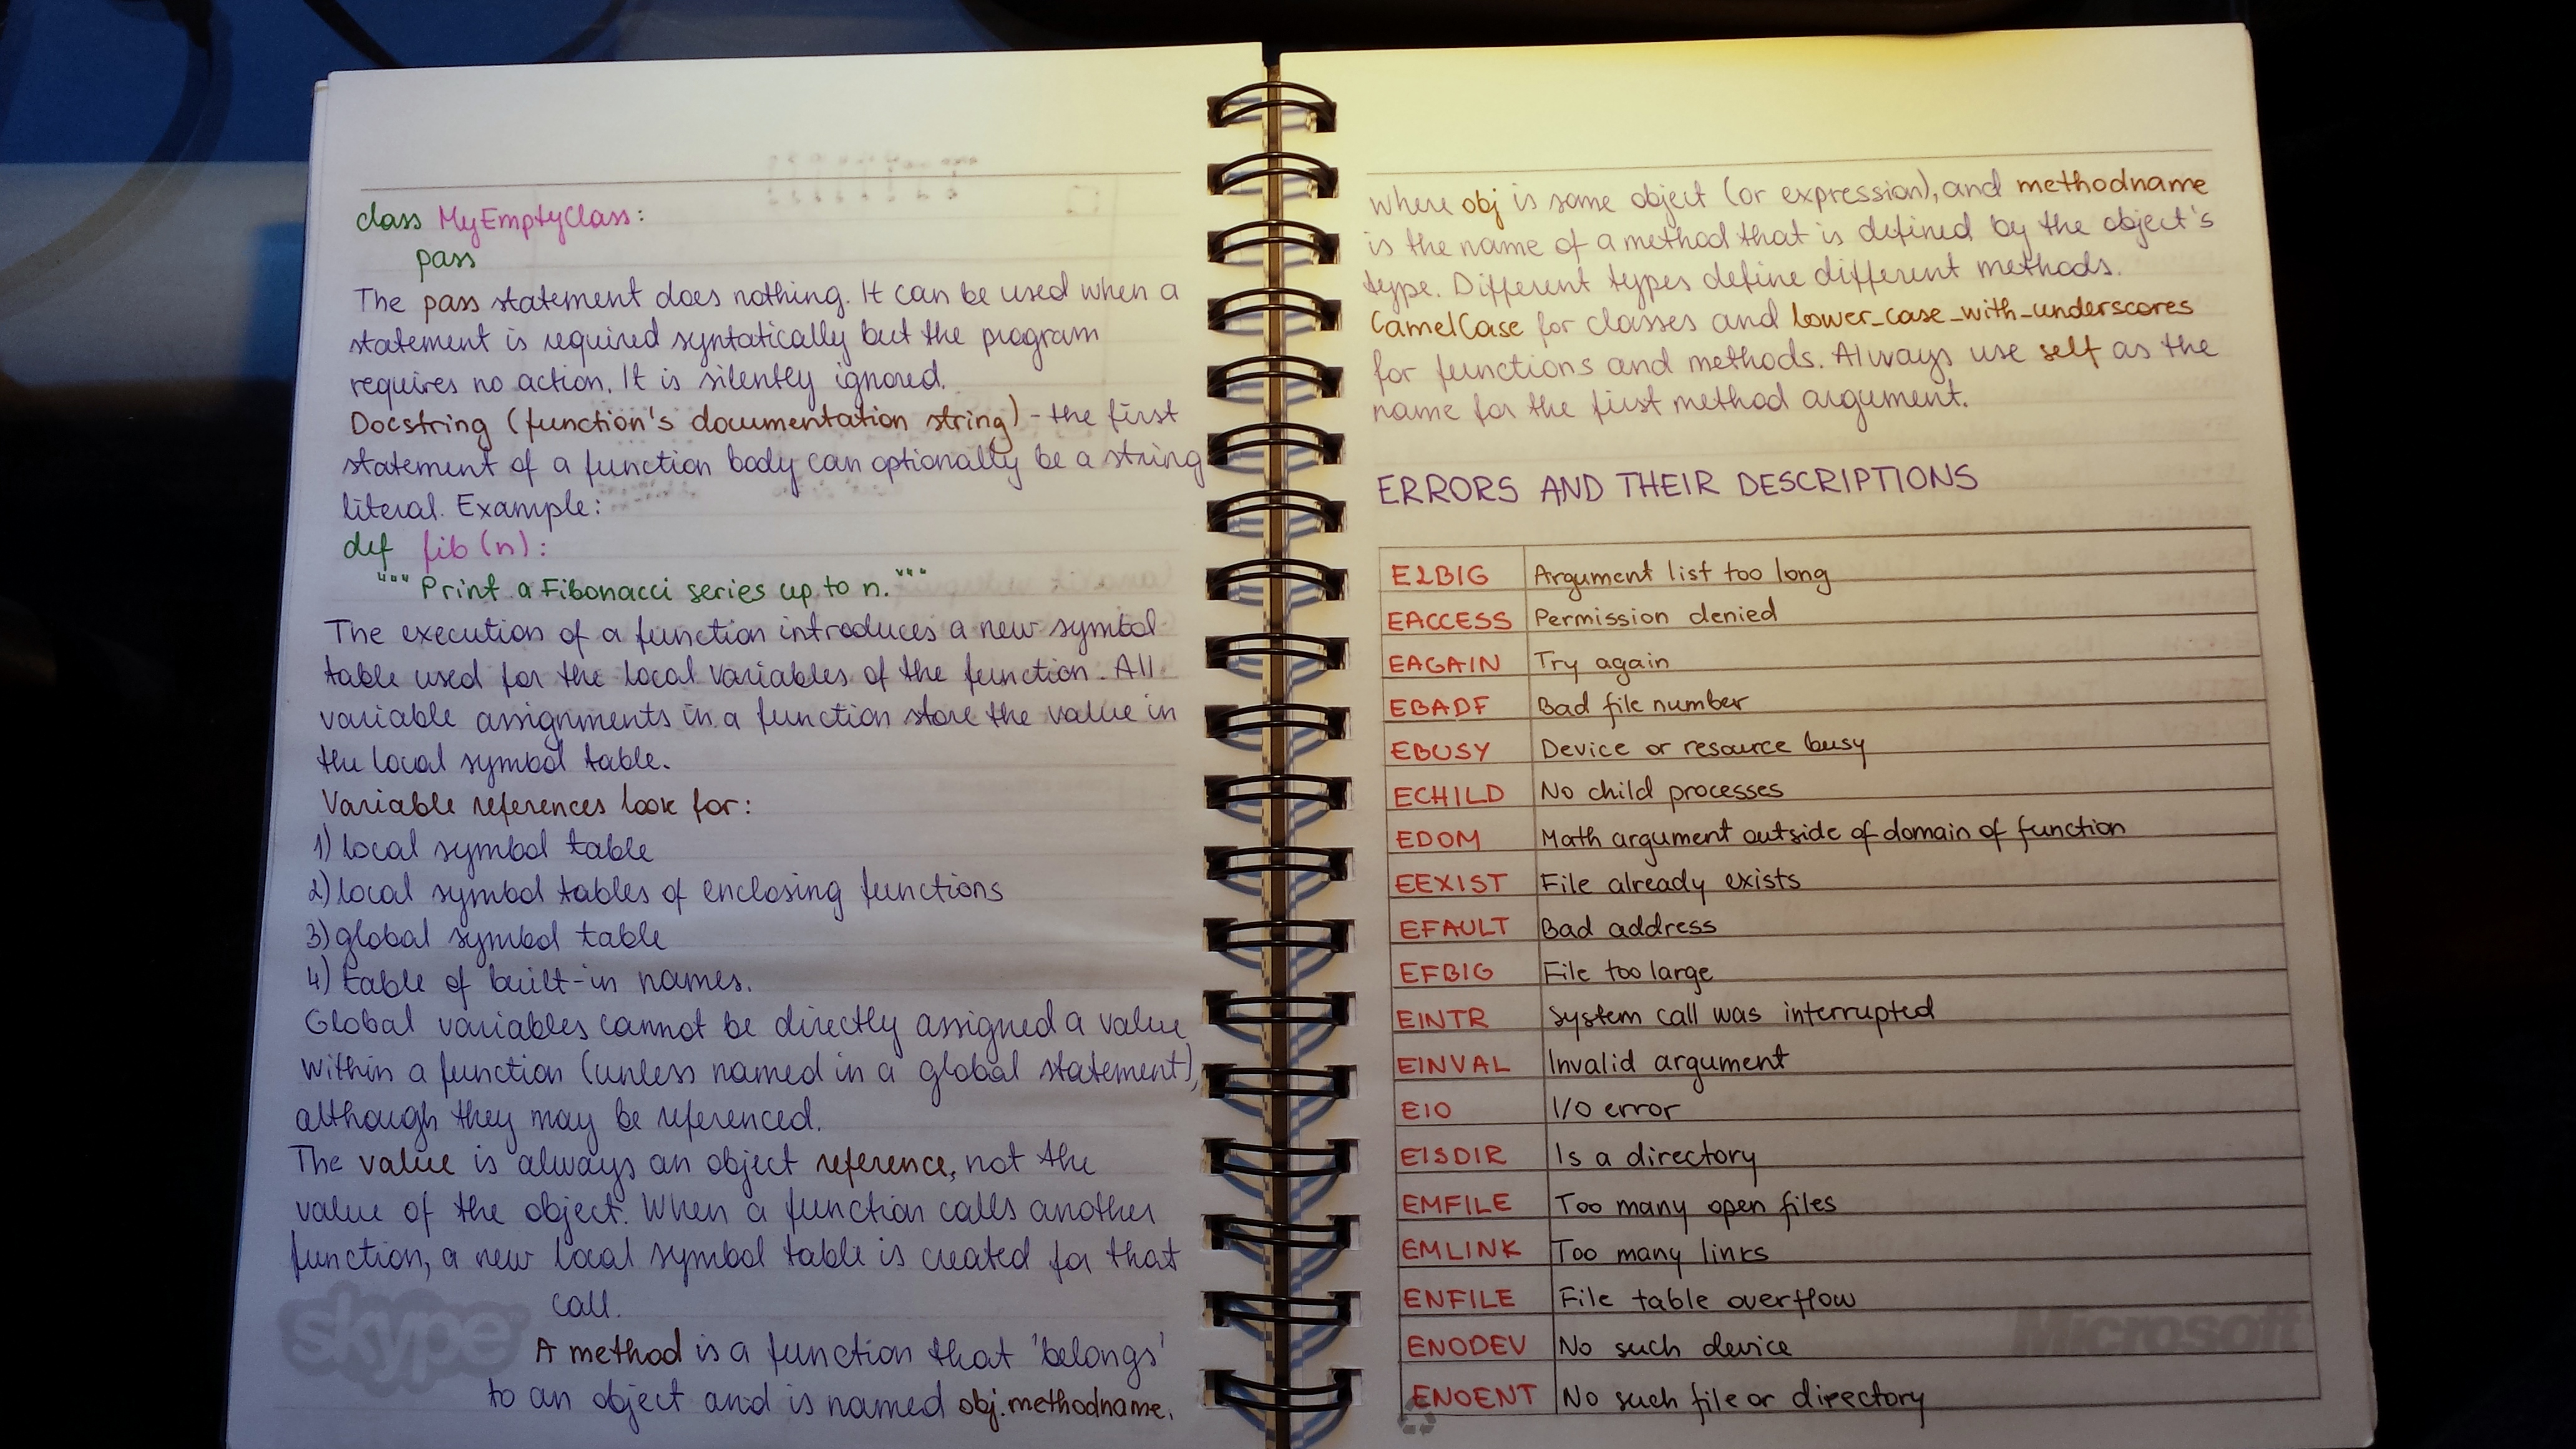 class MyEmptyClass:
pass
The pass statement does nothing. It can be used when a
statement is required syntatically but the program
requires no action. It is silently ignored.
Docstring (function's documentation string) - the first
statement of a function body can optionally be a string
literal. Example:
def fib(n):
""" Print a Fibonacci series up to n."""
The execution of a function introduces a new symbol
table used for the local variables of the function. All
variable assignments in a function store the value in
the local symbol table.
Variable references look for:
1) local symbol table
2) local symbol tables of enclosing functions
3) global symbol table
4) table of built-in names.
Global variables cannot be directly assigned a value
within a function (unless named in a global statement),
although they may be referenced.
The value is always an object reference, not the
value of the object. When a function calls another
function, a new local symbol table is created for that
call.
skype
A method is a function that 'belongs'
to an object and is named obj.methodname,
where obj is some object (or expression), and methodname
is the name of a method that is defined by the object's
type. Different types define different methods.
CamelCase for classes and lower_case_with_underscores
for functions and methods. Always use self as the
name for the first method argument.
ERRORS AND THEIR DESCRIPTIONS
E2BIG Argument list too long
EACCESS Permission denied
EAGAIN Try again
EBADF Bad file number
EBUSY Device or resource busy
ECHILD No child processes
EDOM Math argument outside of domain of function
EEXIST File already exists
EFAULT Bad address
EFBIG File too large
EINTR System call was interrupted
EINVAL Invalid argument
EIO I/O error
EISDIR Is a directory
EMFILE Too many open files
EMLINK Too many links
ENFILE File table overflow
Microsoft
ENODEV No such device
ENOENT No such file or directory